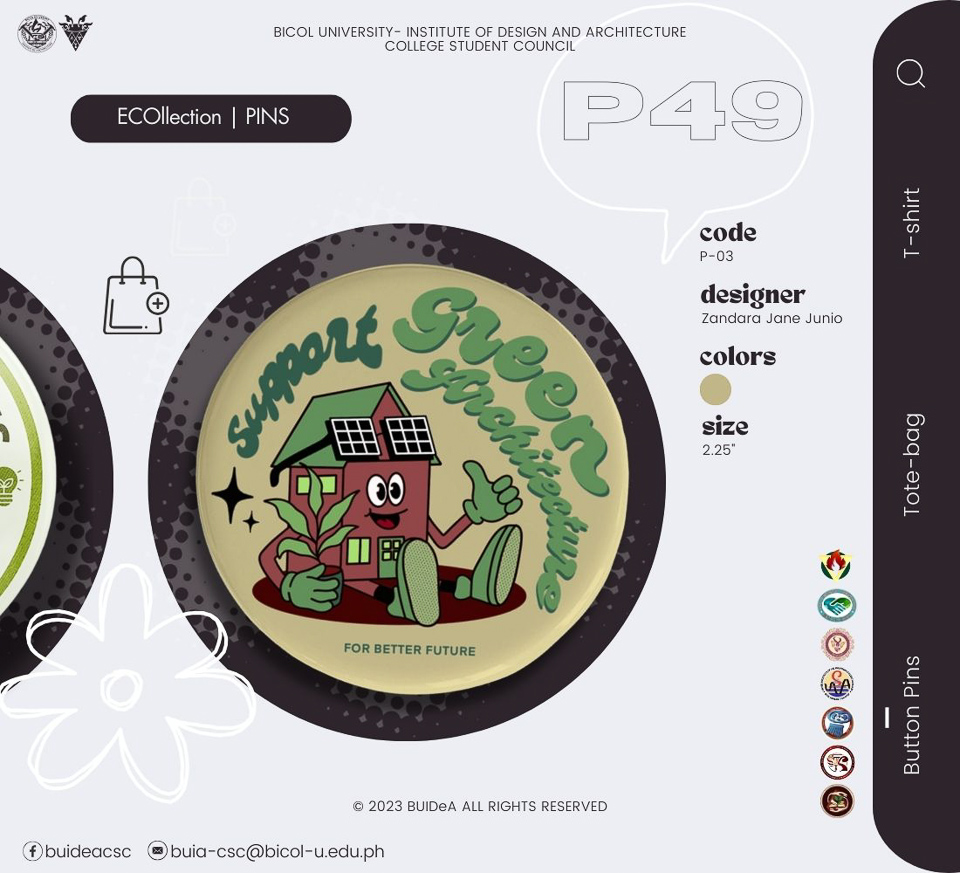 BICOL UNIVERSITY- INSTITUTE OF DESIGN AND ARCHITECTURE
COLLEGE STUDENT COUNCIL
ECOllection | PINS
P49
code
P-03
designer
Zandara Jane Junio
colors
size
2.25"
Support Green
Architecture
FOR BETTER FUTURE
T-shirt
Tote-bag
Button Pins
© 2023 BUIDeA ALL RIGHTS RESERVED
buideacsc buia-csc@bicol-u.edu.ph